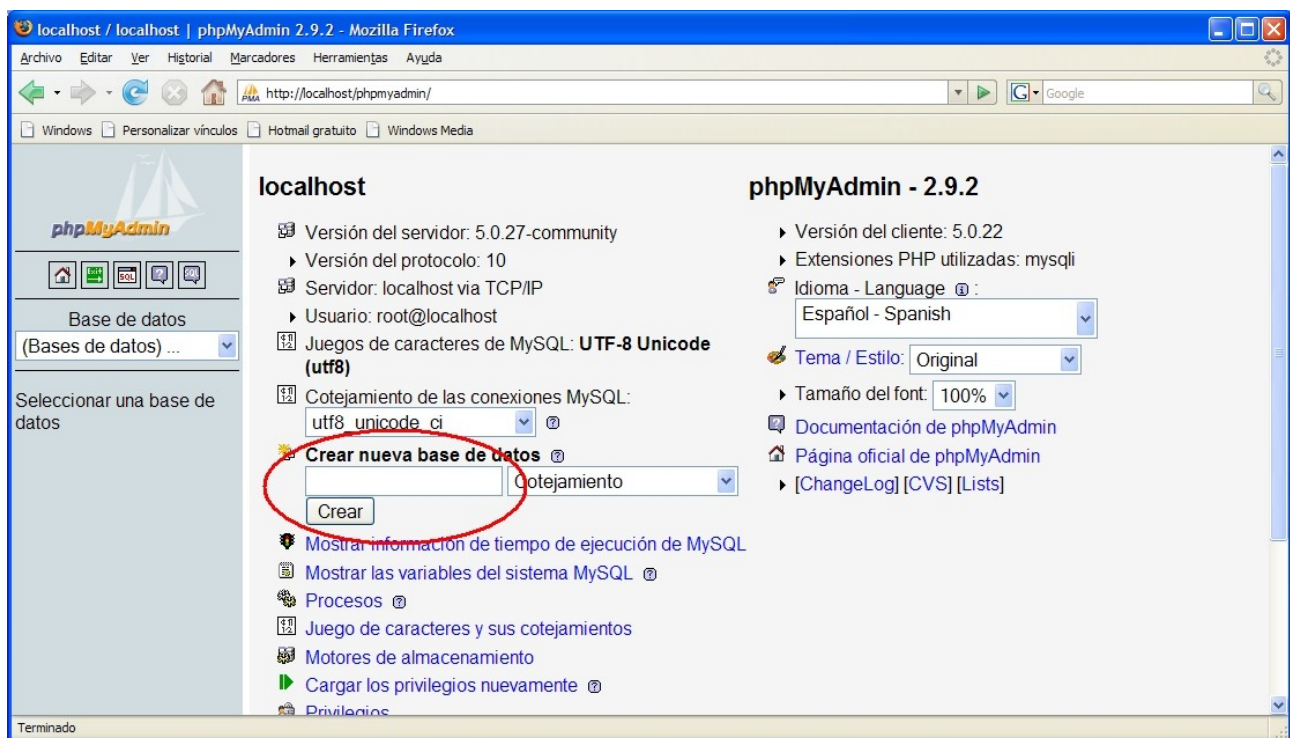 localhost / localhost | phpMyAdmin 2.9.2 - Mozilla Firefox
Archivo Editar Ver Historial Marcadores Herramientas Ayuda
PMA http://localhost/phpmyadmin/ G Google
Windows Personalizar vínculos Hotmail gratuito Windows Media
phpMyAdmin
SQL SQL
Base de datos
(Bases de datos) ...
Seleccionar una base de
datos
localhost
Versión del servidor: 5.0.27-community
Versión del protocolo: 10
Servidor: localhost via TCP/IP
Usuario: root@localhost
Juegos de caracteres de MySQL: UTF-8 Unicode
(utf8)
Cotejamiento de las conexiones MySQL:
utf8_unicode_ci
Crear nueva base de datos
Cotejamiento
Crear
Mostrar información de tiempo de ejecución de MySQL
Mostrar las variables del sistema MySQL
Procesos
Juego de caracteres y sus cotejamientos
Motores de almacenamiento
Cargar los privilegios nuevamente
Privilegios
phpMyAdmin - 2.9.2
Versión del cliente: 5.0.22
Extensiones PHP utilizadas: mysqli
Idioma - Language :
Español - Spanish
Tema / Estilo: Original
Tamaño del font: 100%
Documentación de phpMyAdmin
Página oficial de phpMyAdmin
[ChangeLog] [CVS] [Lists]
Terminado